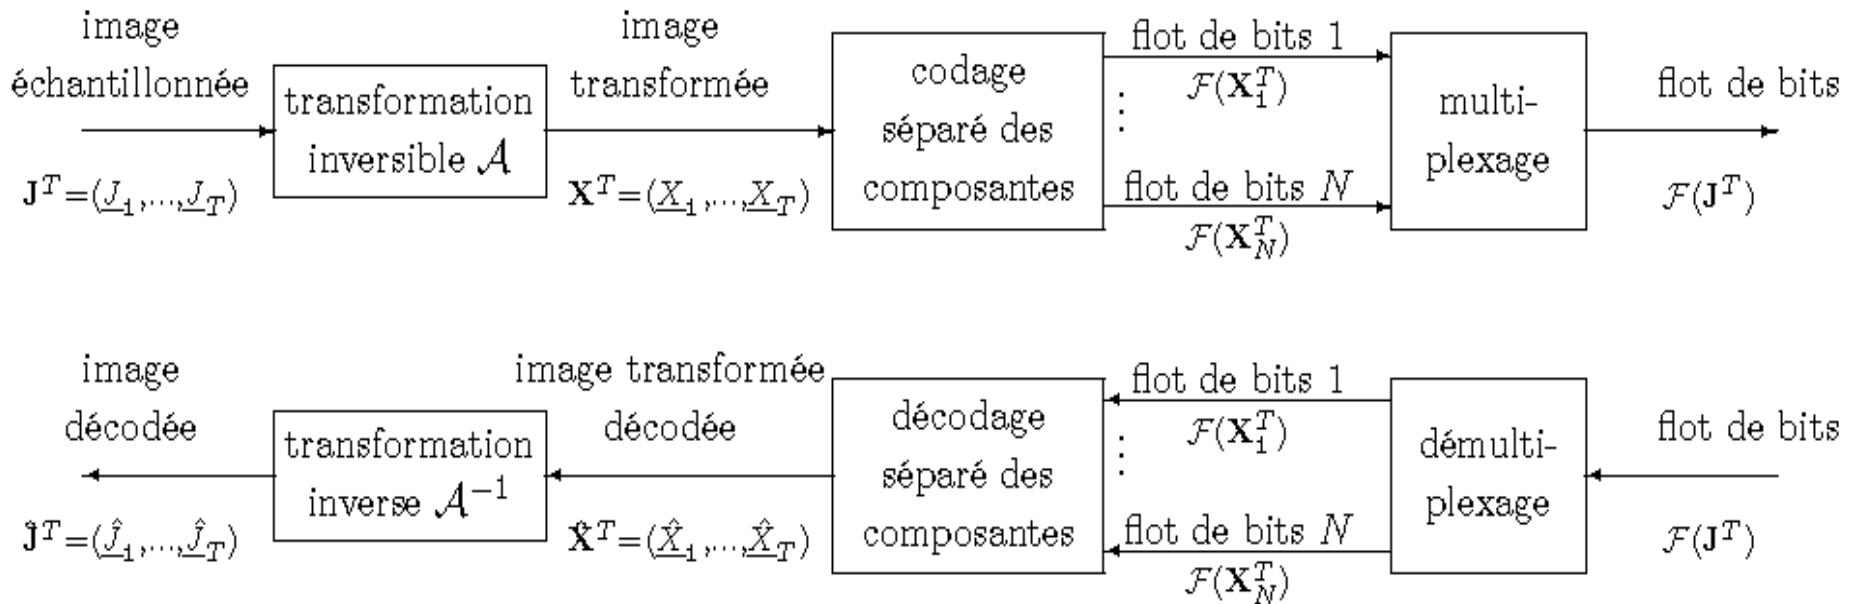 image
échantillonnée
J^T=(J_1,...,J_T)
transformation
inversible A
image
transformée
X^T=(X_1,...,X_T)
codage
séparé des
composantes
flot de bits 1
F(X_1^T)
⋮
flot de bits N
F(X_N^T)
multi-
plexage
flot de bits
F(J^T)
image
décodée
Ĵ^T=(Ĵ_1,...,Ĵ_T)
transformation
inverse A^{-1}
image transformée
décodée
X̂^T=(X̂_1,...,X̂_T)
décodage
séparé des
composantes
flot de bits 1
F(X_1^T)
⋮
flot de bits N
F(X_N^T)
démulti-
plexage
flot de bits
F(J^T)